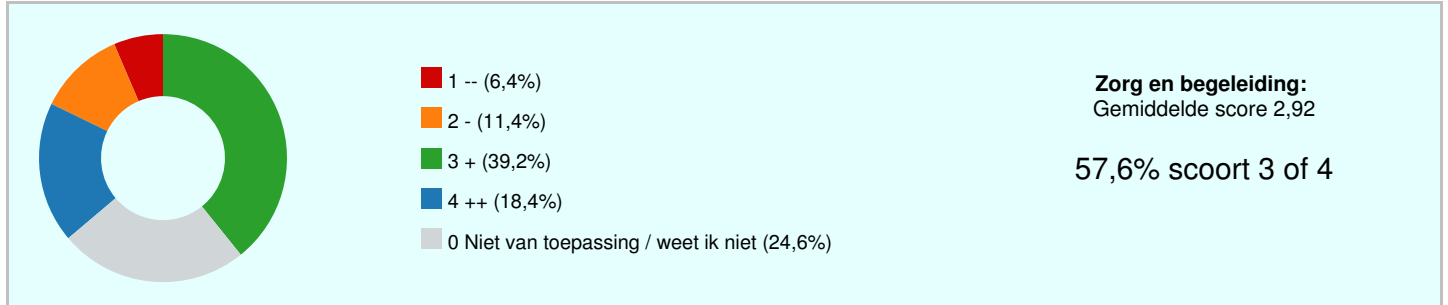 1 -- (6,4%)
2 - (11,4%)
3 + (39,2%)
4 ++ (18,4%)
0 Niet van toepassing / weet ik niet (24,6%)
Zorg en begeleiding:
Gemiddelde score 2,92
57,6% scoort 3 of 4